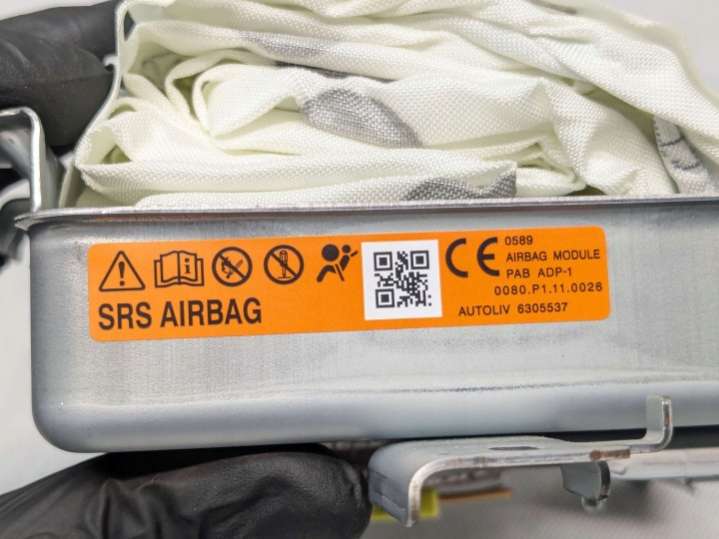 SRS AIRBAG
CE 0589
AIRBAG MODULE
PAB ADP-1
0080.P1.11.0026
AUTOLIV 6305537